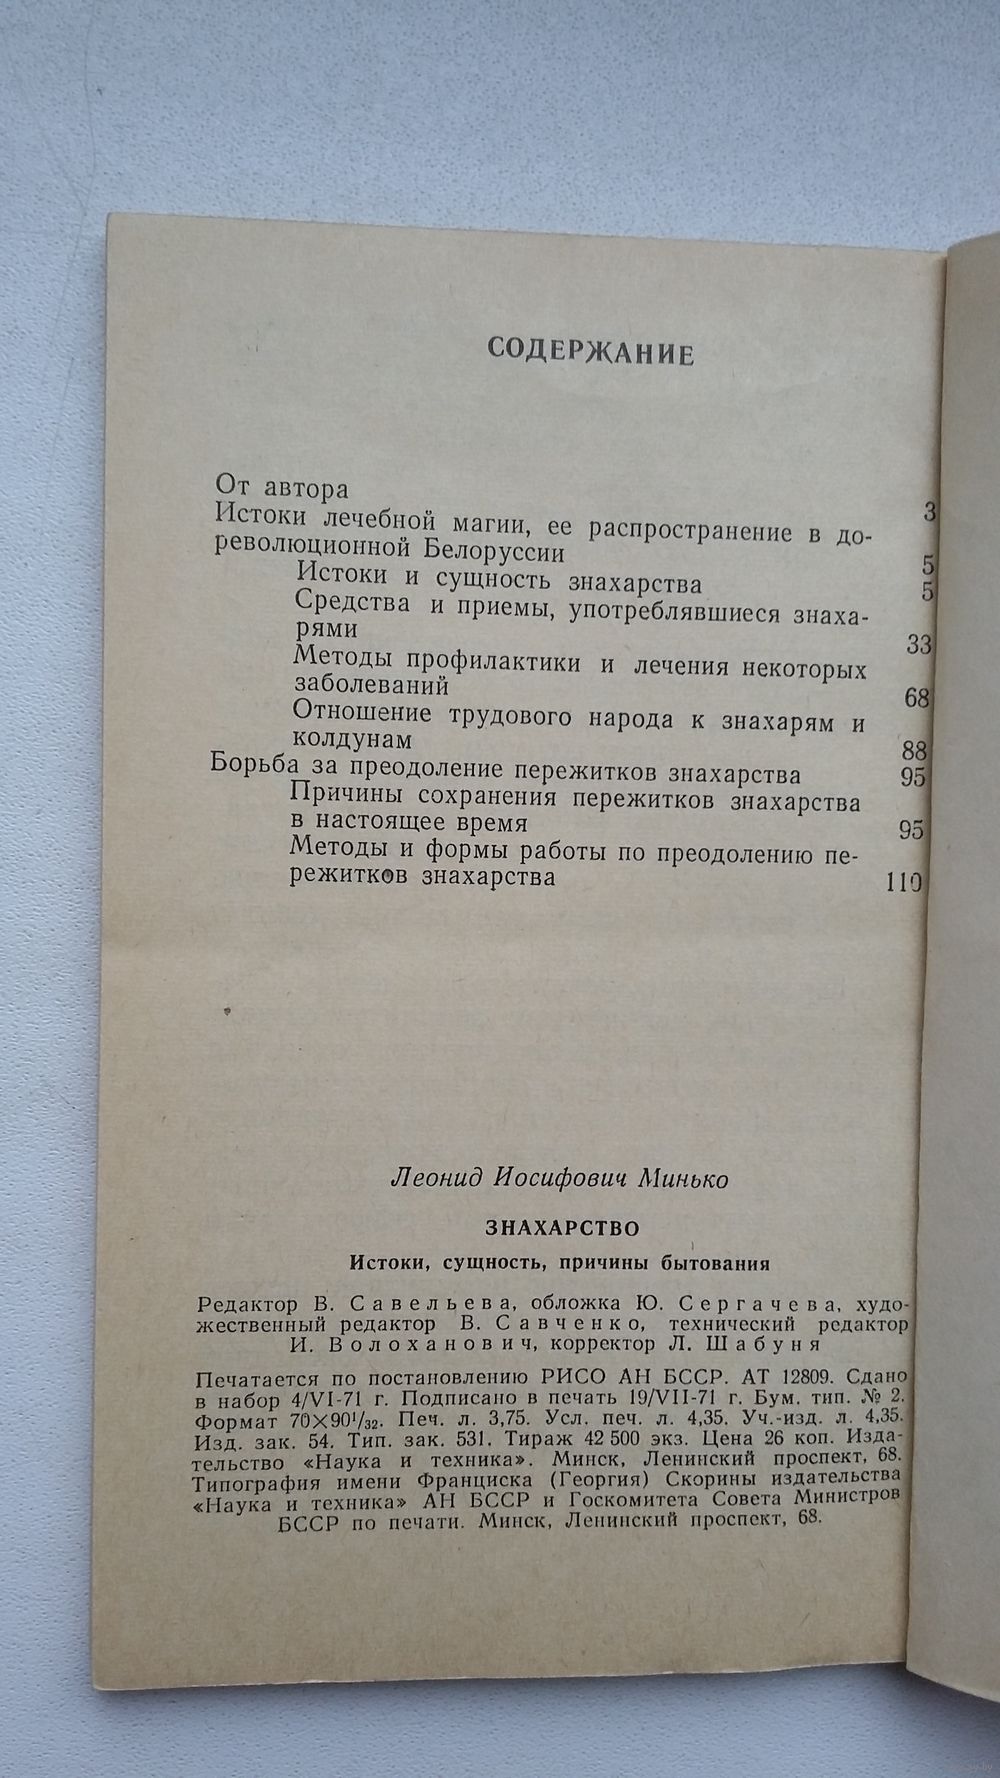 СОДЕРЖАНИЕ
От автора 3
Истоки лечебной магии, ее распространение в до-
революционной Белоруссии 5
Истоки и сущность знахарства 5
Средства и приемы, употреблявшиеся знаха-
рями 33
Методы профилактики и лечения некоторых
заболеваний 68
Отношение трудового народа к знахарям и
колдунам 88
Борьба за преодоление пережитков знахарства 95
Причины сохранения пережитков знахарства
в настоящее время 95
Методы и формы работы по преодолению пе-
режитков знахарства 110
Леонид Иосифович Минько
ЗНАХАРСТВО
Истоки, сущность, причины бытования
Редактор В. Савельева, обложка Ю. Сергачева, худо-
жественный редактор В. Савченко, технический редактор
И. Волоханович, корректор Л. Шабуня
Печатается по постановлению РИСО АН БССР. АТ 12809. Сдано
в набор 4/VI-71 г. Подписано в печать 19/VII-71 г. Бум. тип. № 2.
Формат 70×90¹/₃₂. Печ. л. 3,75. Усл. печ. л. 4,35. Уч.-изд. л. 4,35.
Изд. зак. 54. Тип. зак. 531. Тираж 42 500 экз. Цена 26 коп. Изда-
тельство «Наука и техника». Минск, Ленинский проспект, 68.
Типография имени Франциска (Георгия) Скорины издательства
«Наука и техника» АН БССР и Госкомитета Совета Министров
БССР по печати. Минск, Ленинский проспект, 68.